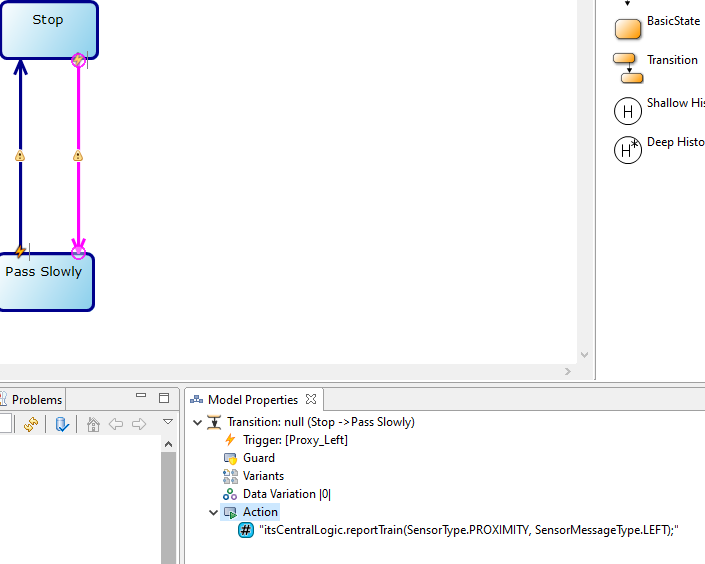 Stop
Pass Slowly
BasicState
Transition
Shallow His
H
Deep Histo
H*
Problems
Model Properties
Transition: null (Stop ->Pass Slowly)
Trigger: [Proxy_Left]
Guard
Variants
Data Variation |0|
Action
# "itsCentralLogic.reportTrain(SensorType.PROXIMITY, SensorMessageType.LEFT);"